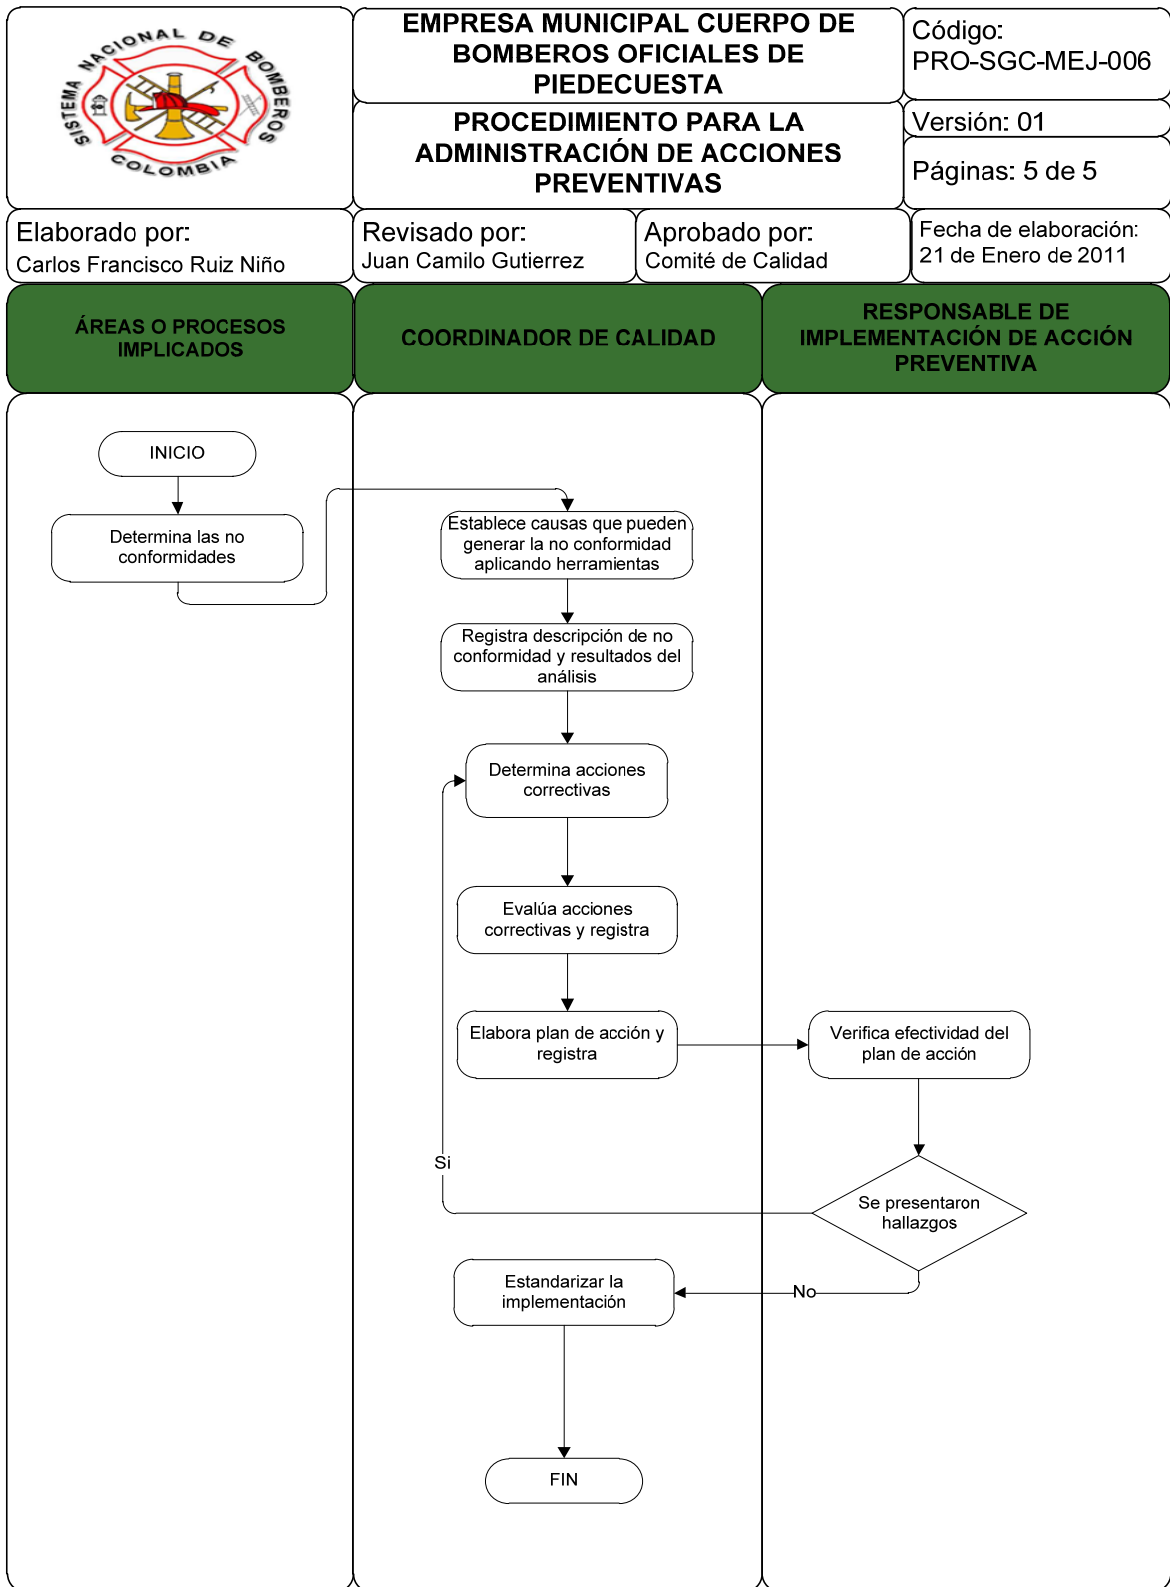 SISTEMA NACIONAL DE BOMBEROS
COLOMBIA
EMPRESA MUNICIPAL CUERPO DE
BOMBEROS OFICIALES DE
PIEDECUESTA
Código:
PRO-SGC-MEJ-006
PROCEDIMIENTO PARA LA
ADMINISTRACIÓN DE ACCIONES
PREVENTIVAS
Versión: 01
Páginas: 5 de 5
Elaborado por:
Carlos Francisco Ruiz Niño
Revisado por:
Juan Camilo Gutierrez
Aprobado por:
Comité de Calidad
Fecha de elaboración:
21 de Enero de 2011
ÁREAS O PROCESOS
IMPLICADOS
COORDINADOR DE CALIDAD
RESPONSABLE DE
IMPLEMENTACIÓN DE ACCIÓN
PREVENTIVA
INICIO
Determina las no
conformidades
Establece causas que pueden
generar la no conformidad
aplicando herramientas
Registra descripción de no
conformidad y resultados del
análisis
Determina acciones
correctivas
Evalúa acciones
correctivas y registra
Elabora plan de acción y
registra
Verifica efectividad del
plan de acción
Si
Se presentaron
hallazgos
Estandarizar la
implementación
No
FIN